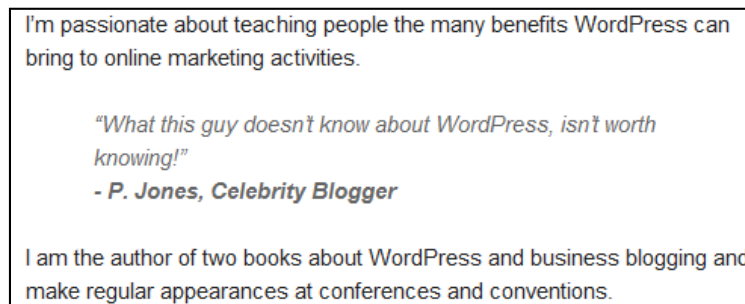 I'm passionate about teaching people the many benefits WordPress can
bring to online marketing activities.
“What this guy doesn't know about WordPress, isn't worth
knowing!”
- P. Jones, Celebrity Blogger
I am the author of two books about WordPress and business blogging and
make regular appearances at conferences and conventions.